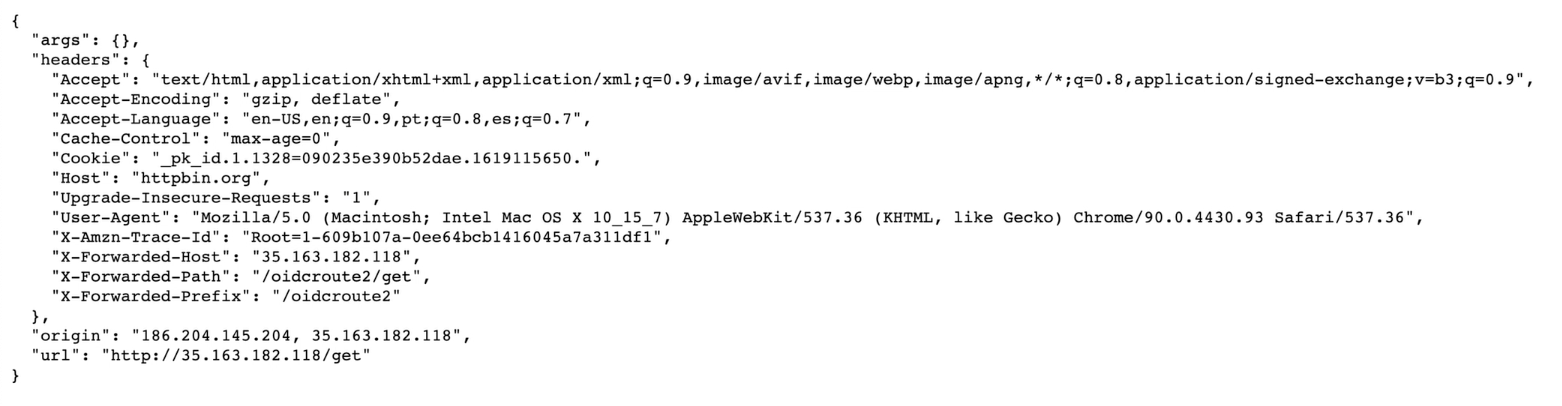 {
  "args": {},
  "headers": {
    "Accept": "text/html,application/xhtml+xml,application/xml;q=0.9,image/avif,image/webp,image/apng,*/*;q=0.8,application/signed-exchange;v=b3;q=0.9",
    "Accept-Encoding": "gzip, deflate",
    "Accept-Language": "en-US,en;q=0.9,pt;q=0.8,es;q=0.7",
    "Cache-Control": "max-age=0",
    "Cookie": "_pk_id.1.1328=090235e390b52dae.1619115650.",
    "Host": "httpbin.org",
    "Upgrade-Insecure-Requests": "1",
    "User-Agent": "Mozilla/5.0 (Macintosh; Intel Mac OS X 10_15_7) AppleWebKit/537.36 (KHTML, like Gecko) Chrome/90.0.4430.93 Safari/537.36",
    "X-Amzn-Trace-Id": "Root=1-609b107a-0ee64bcb1416045a7a311df1",
    "X-Forwarded-Host": "35.163.182.118",
    "X-Forwarded-Path": "/oidcroute2/get",
    "X-Forwarded-Prefix": "/oidcroute2"
  },
  "origin": "186.204.145.204, 35.163.182.118",
  "url": "http://35.163.182.118/get"
}